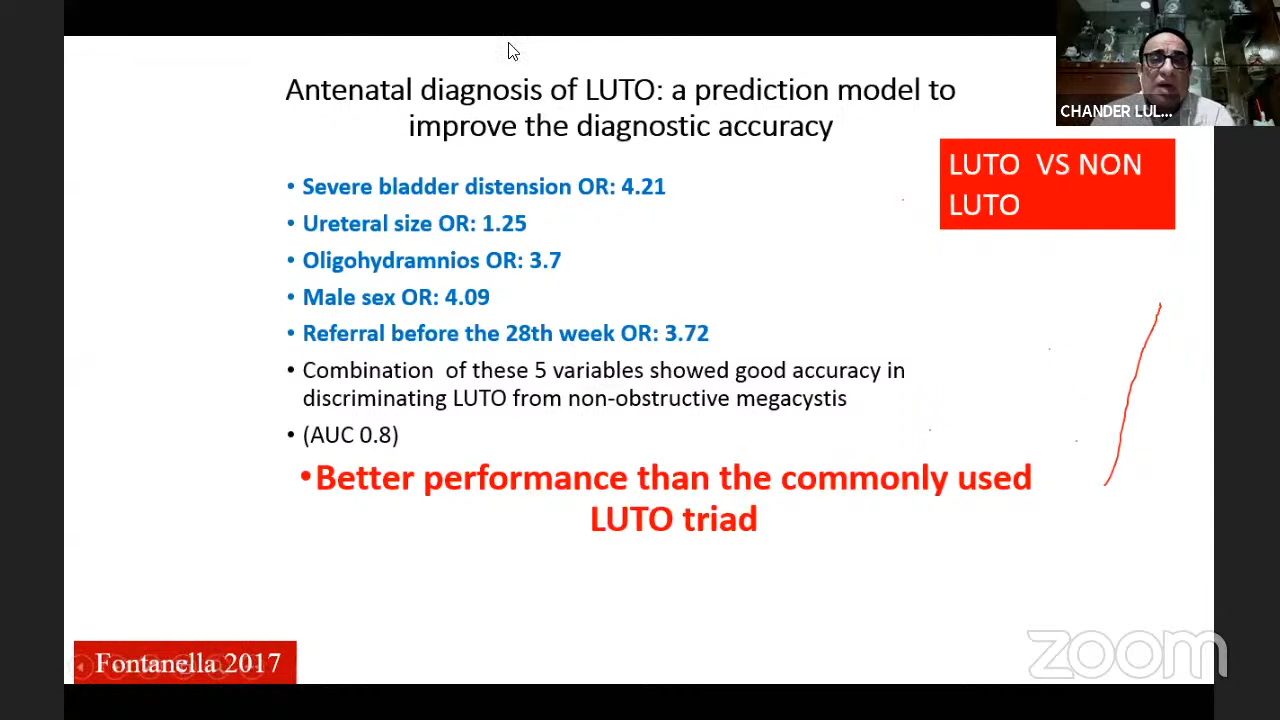 Antenatal diagnosis of LUTO: a prediction model to
improve the diagnostic accuracy
CHANDER LUL...
LUTO VS NON
LUTO
• Severe bladder distension OR: 4.21
• Ureteral size OR: 1.25
• Oligohydramnios OR: 3.7
• Male sex OR: 4.09
• Referral before the 28th week OR: 3.72
• Combination of these 5 variables showed good accuracy in
discriminating LUTO from non-obstructive megacystis
• (AUC 0.8)
•Better performance than the commonly used
LUTO triad
Fontanella 2017
zoom